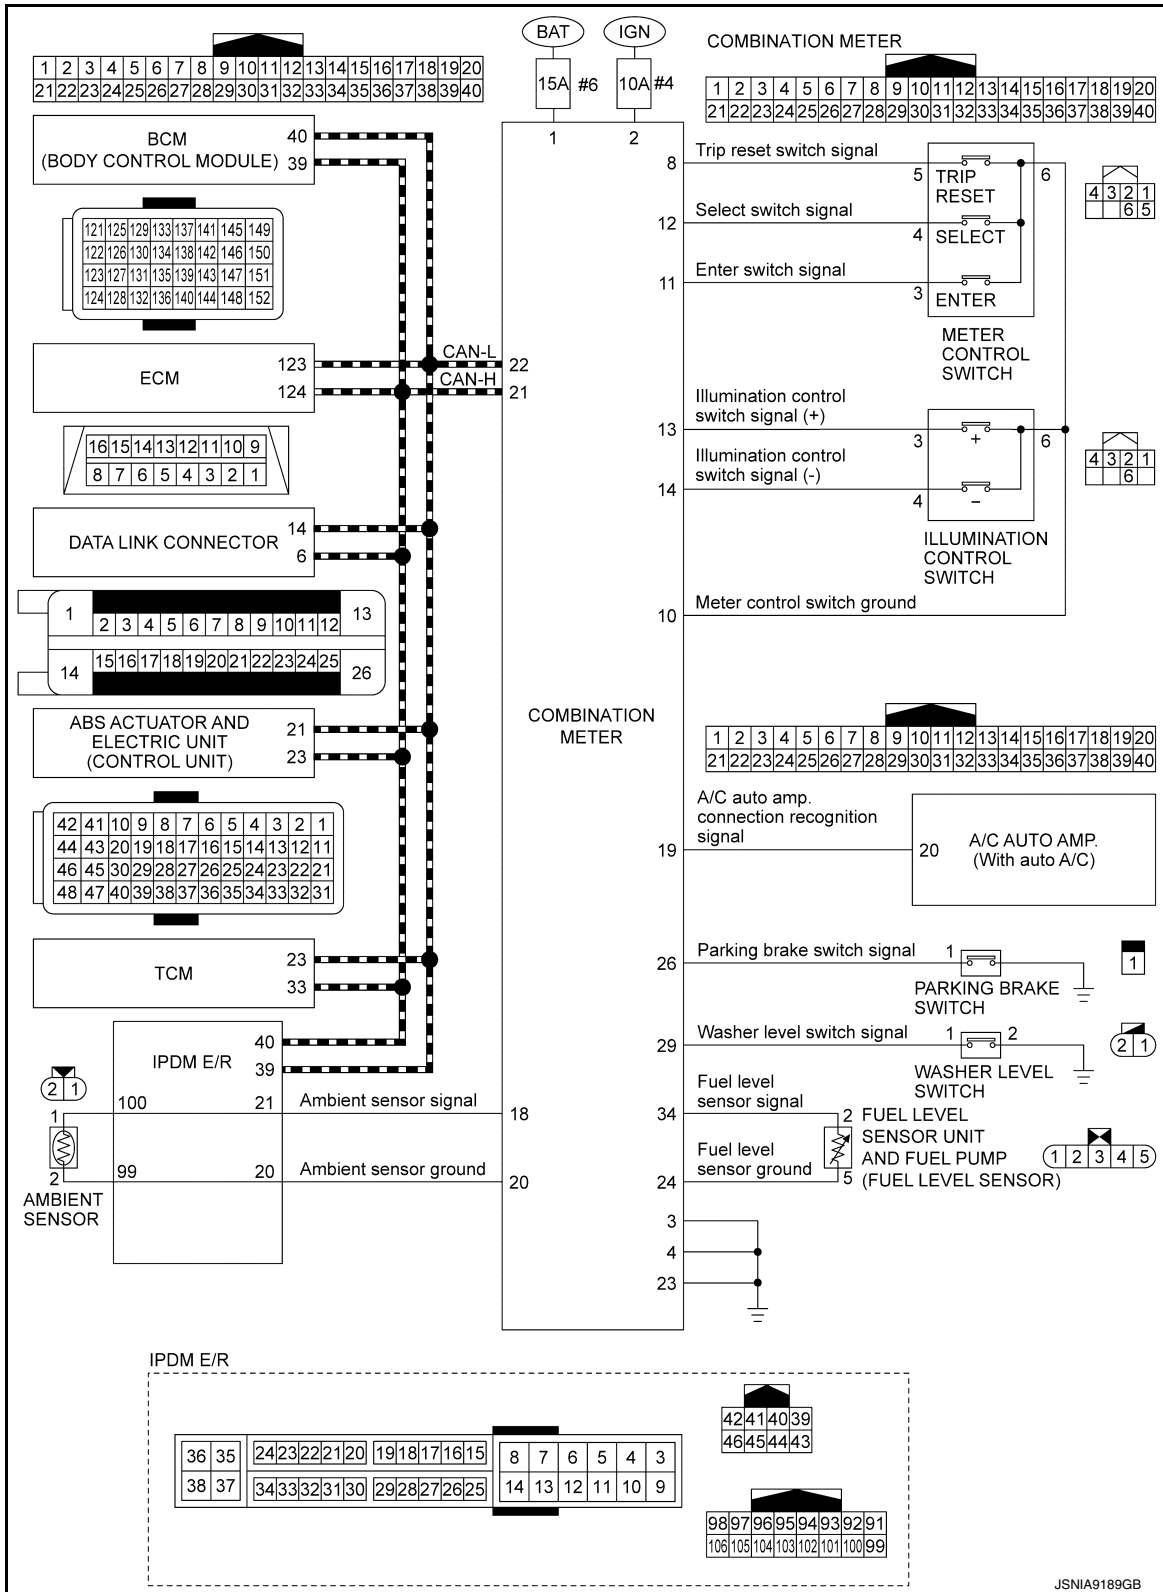 BAT
IGN
15A
#6
10A
#4
COMBINATION METER
1 2 3 4 5 6 7 8 9 10 11 12 13 14 15 16 17 18 19 20
21 22 23 24 25 26 27 28 29 30 31 32 33 34 35 36 37 38 39 40
1 2 3 4 5 6 7 8 9 10 11 12 13 14 15 16 17 18 19 20
21 22 23 24 25 26 27 28 29 30 31 32 33 34 35 36 37 38 39 40
BCM
(BODY CONTROL MODULE)
40
39
1
2
121 125 129 133 137 141 145 149
122 126 130 134 138 142 146 150
123 127 131 135 139 143 147 151
124 128 132 136 140 144 148 152
ECM
123
124
CAN-L
CAN-H
22
21
16 15 14 13 12 11 10 9
8 7 6 5 4 3 2 1
DATA LINK CONNECTOR
14
6
1
13
2 3 4 5 6 7 8 9 10 11 12
15 16 17 18 19 20 21 22 23 24 25
14
26
ABS ACTUATOR AND
ELECTRIC UNIT
(CONTROL UNIT)
21
23
42 41 10 9 8 7 6 5 4 3 2 1
44 43 20 19 18 17 16 15 14 13 12 11
46 45 30 29 28 27 26 25 24 23 22 21
48 47 40 39 38 37 36 35 34 33 32 31
TCM
23
33
IPDM E/R
40
39
2 1
1
100
21
Ambient sensor signal
18
2
99
20
Ambient sensor ground
20
AMBIENT
SENSOR
COMBINATION
METER
8
Trip reset switch signal
5
TRIP
RESET
6
4 3 2 1
6 5
12
Select switch signal
4
SELECT
11
Enter switch signal
3
ENTER
METER
CONTROL
SWITCH
Illumination control
switch signal (+)
13
3
+
6
4 3 2 1
6
Illumination control
switch signal (-)
14
4
−
ILLUMINATION
CONTROL
SWITCH
10
Meter control switch ground
1 2 3 4 5 6 7 8 9 10 11 12 13 14 15 16 17 18 19 20
21 22 23 24 25 26 27 28 29 30 31 32 33 34 35 36 37 38 39 40
A/C auto amp.
connection recognition
signal
19
20
A/C AUTO AMP.
(With auto A/C)
26
Parking brake switch signal
1
1
PARKING BRAKE
SWITCH
29
Washer level switch signal
1
2
2 1
WASHER LEVEL
SWITCH
Fuel level
sensor signal
34
2
FUEL LEVEL
SENSOR UNIT
AND FUEL PUMP
(FUEL LEVEL SENSOR)
1 2 3 4 5
Fuel level
sensor ground
24
5
3
4
23
IPDM E/R
36 35
38 37
24 23 22 21 20
19 18 17 16 15
34 33 32 31 30
29 28 27 26 25
8 7 6 5 4 3
14 13 12 11 10 9
42 41 40 39
46 45 44 43
98 97 96 95 94 93 92 91
106 105 104 103 102 101 100 99
JSNIA9189GB